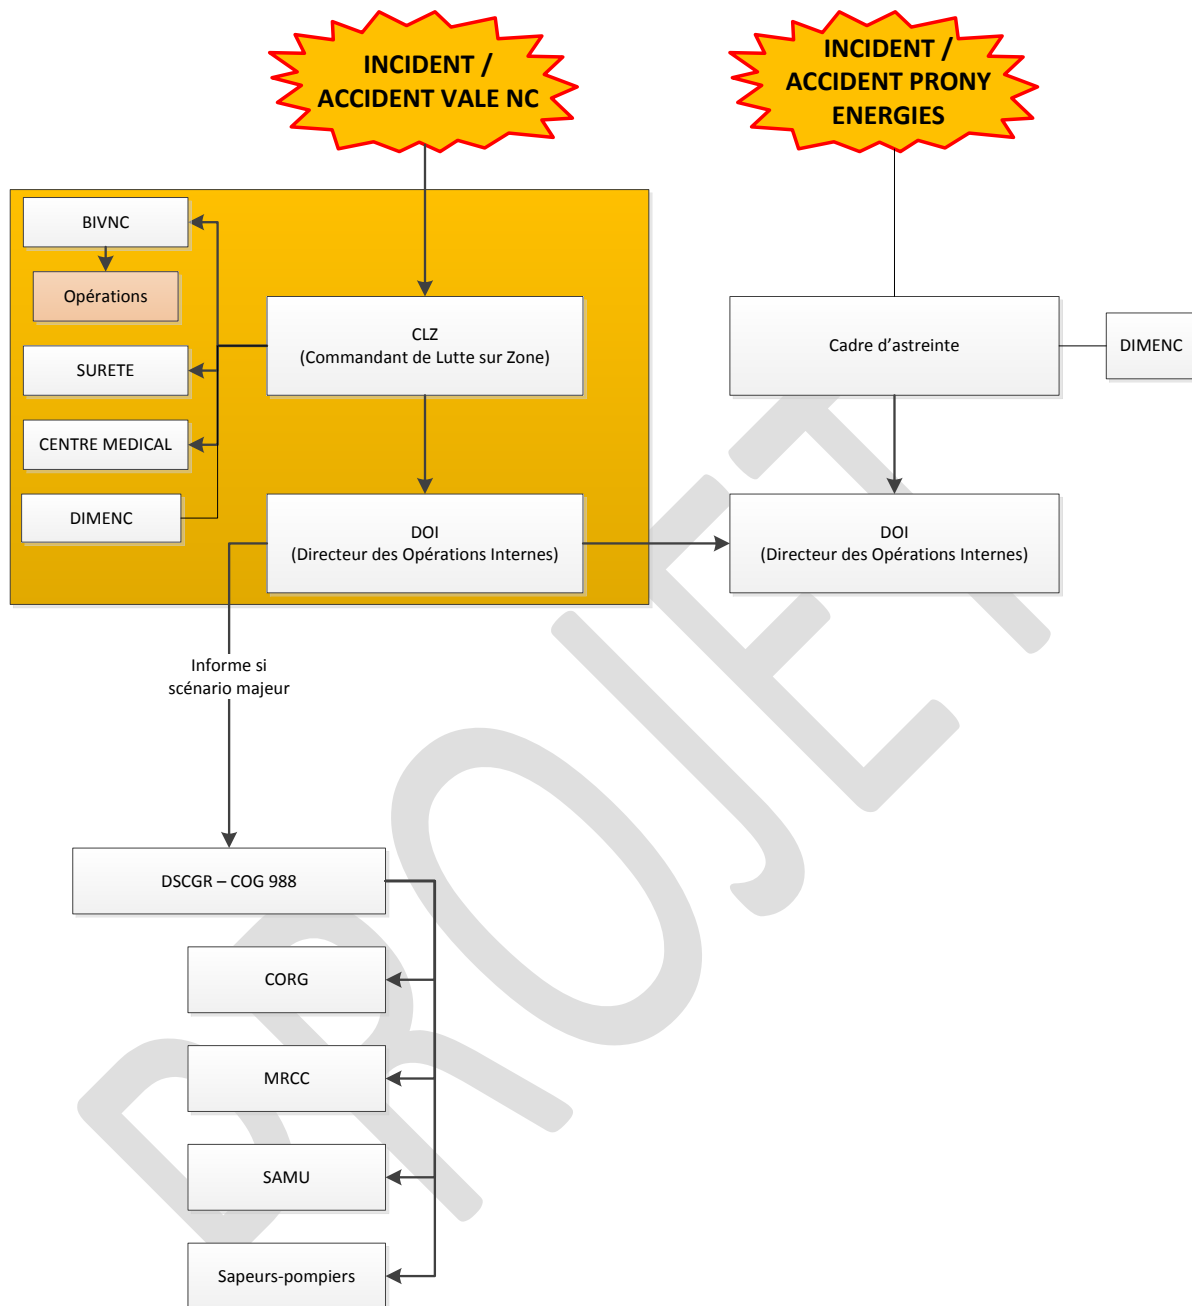 INCIDENT /
ACCIDENT VALE NC
INCIDENT /
ACCIDENT PRONY
ENERGIES
BIVNC
Opérations
SURETE
CENTRE MEDICAL
DIMENC
CLZ
(Commandant de Lutte sur Zone)
DOI
(Directeur des Opérations Internes)
Cadre d’astreinte
DIMENC
DOI
(Directeur des Opérations Internes)
Informe si
scénario majeur
DSCGR – COG 988
CORG
MRCC
SAMU
Sapeurs-pompiers
PROJET